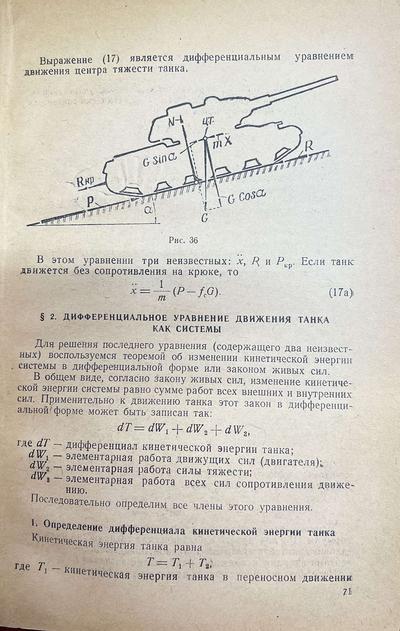 Выражение (17) является дифференциальным уравнением
движения центра тяжести танка.
N
ЦТ
mẍ
G sinα
R
Rкр
P
α
G cosα
G
Рис. 36
В этом уравнении три неизвестных: ẍ, R и Pкр. Если танк
движется без сопротивления на крюке, то
ẍ = 1/m (P — fcG). (17а)
§ 2. ДИФФЕРЕНЦИАЛЬНОЕ УРАВНЕНИЕ ДВИЖЕНИЯ ТАНКА
КАК СИСТЕМЫ
Для решения последнего уравнения (содержащего два неизвест-
ных) воспользуемся теоремой об изменении кинетической энергии
системы в дифференциальной форме или законом живых сил.
В общем виде, согласно закону живых сил, изменение кинетиче-
ской энергии системы равно сумме работ всех внешних и внутренних
сил. Применительно к движению танка этот закон в дифференци-
альной форме может быть записан так:
dT = dW₁ + dW₂ + dW₃,
где dT — дифференциал кинетической энергии танка;
dW₁ — элементарная работа движущих сил (двигателя);
dW₂ — элементарная работа силы тяжести;
dW₃ — элементарная работа всех сил сопротивления движе-
нию.
Последовательно определим все члены этого уравнения.
1. Определение дифференциала кинетической энергии танка
Кинетическая энергия танка равна
T = T₁ + T₂,
где T₁ — кинетическая энергия танка в переносном движении
71